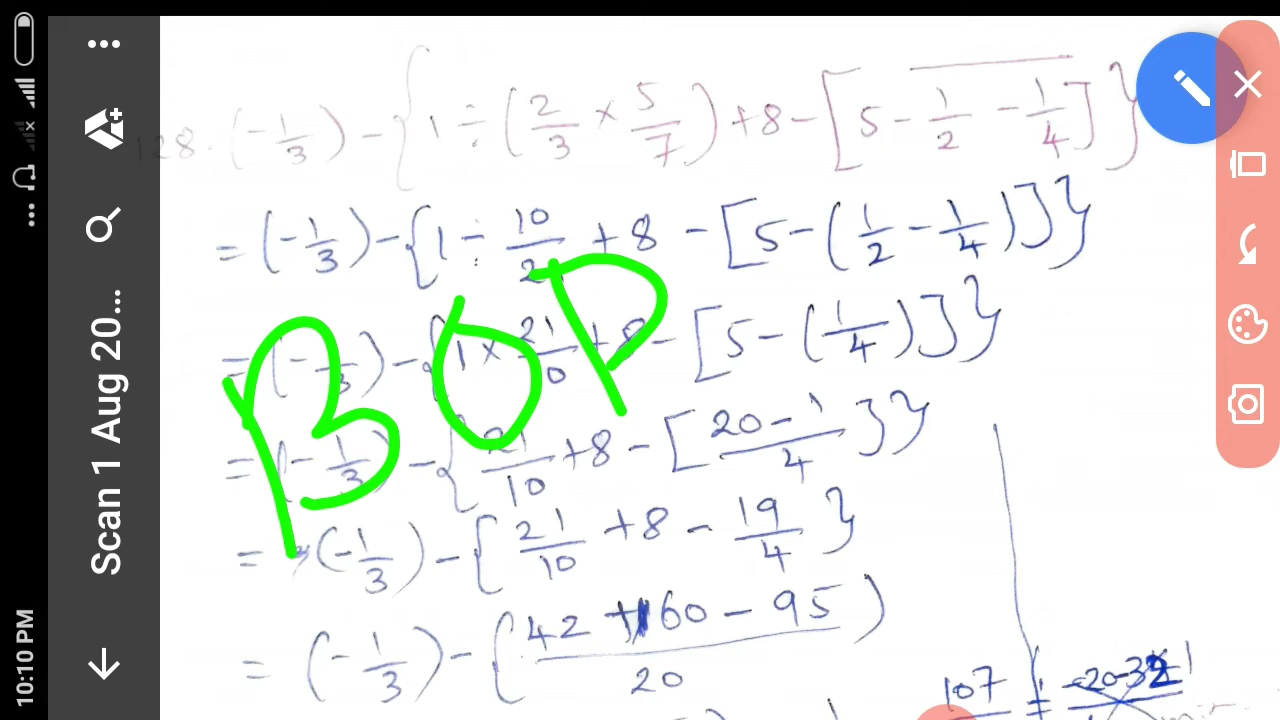 128. (-1/3) - {1 ÷ (2/3 × 5/7) + 8 - [5 - 1/2 - 1/4]}
= (-1/3) - {1 ÷ 10/2 + 8 - [5 - (1/2 - 1/4)]}
= (-1/3) - {1 × 21/10 + 8 - [5 - (1/4)]}
= (-1/3) - {21/10 + 8 - [20-1/4]}
= (-1/3) - {21/10 + 8 - 19/4}
= (-1/3) - {42 + 160 - 95/20)
107
BOP
Scan 1 Aug 20...
10:10 PM